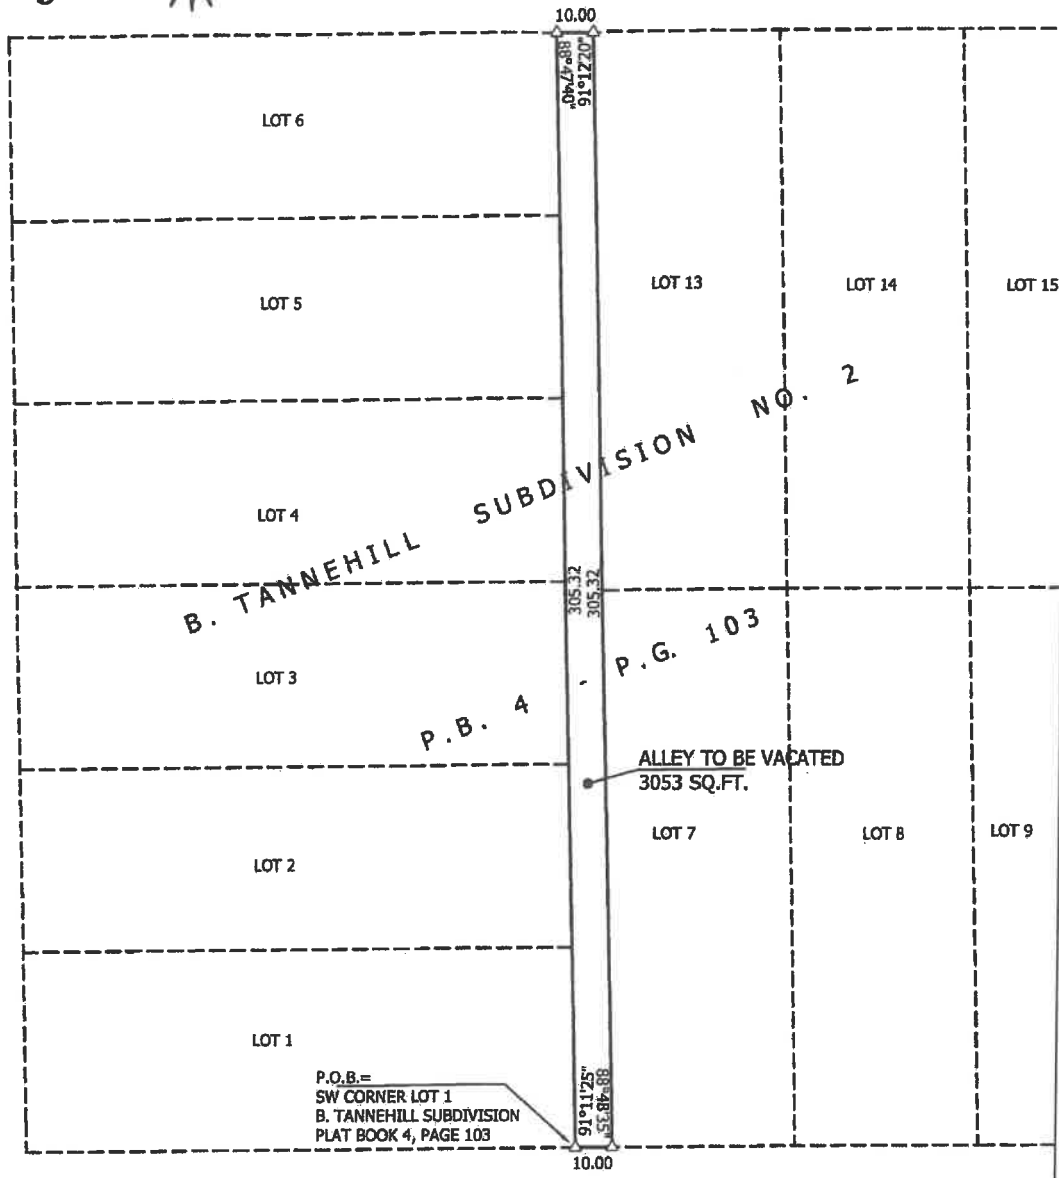 10.00
88°47'40"
91°12'20"
LOT 6
LOT 5
LOT 13
LOT 14
LOT 15
B. TANNEHILL SUBDIVISION NO. 2
LOT 4
305.32
305.32
P.B. 4 - P.G. 103
LOT 3
ALLEY TO BE VACATED
3053 SQ.FT.
LOT 7
LOT 8
LOT 9
LOT 2
LOT 1
P.O.B.=
SW CORNER LOT 1
B. TANNEHILL SUBDIVISION
PLAT BOOK 4, PAGE 103
91°11'25"
88°48'35"
10.00